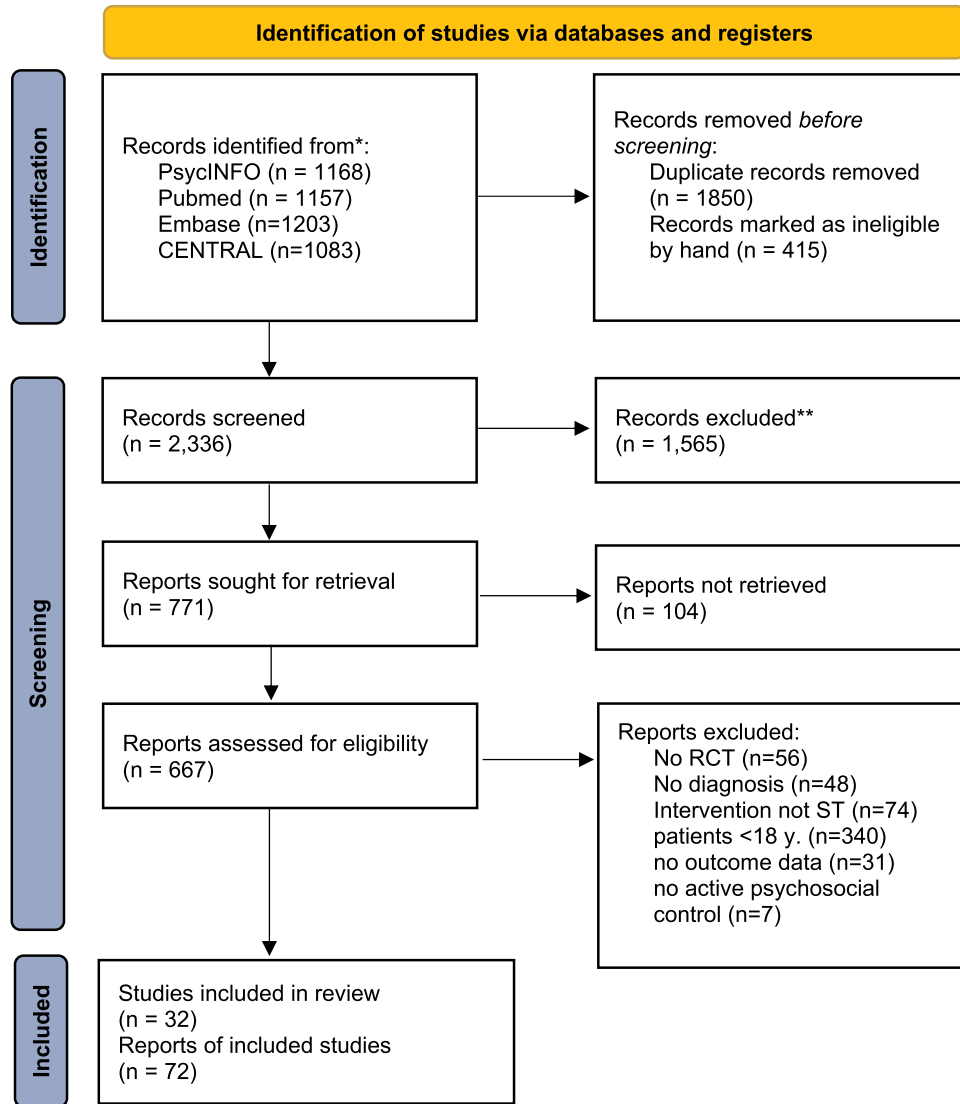 Identification of studies via databases and registers
Identification
Records identified from*:
PsycINFO (n = 1168)
Pubmed (n = 1157)
Embase (n=1203)
CENTRAL (n=1083)
Records removed before
screening:
Duplicate records removed
(n = 1850)
Records marked as ineligible
by hand (n = 415)
Screening
Records screened
(n = 2,336)
Records excluded**
(n = 1,565)
Reports sought for retrieval
(n = 771)
Reports not retrieved
(n = 104)
Reports assessed for eligibility
(n = 667)
Reports excluded:
No RCT (n=56)
No diagnosis (n=48)
Intervention not ST (n=74)
patients <18 y. (n=340)
no outcome data (n=31)
no active psychosocial
control (n=7)
Included
Studies included in review
(n = 32)
Reports of included studies
(n = 72)